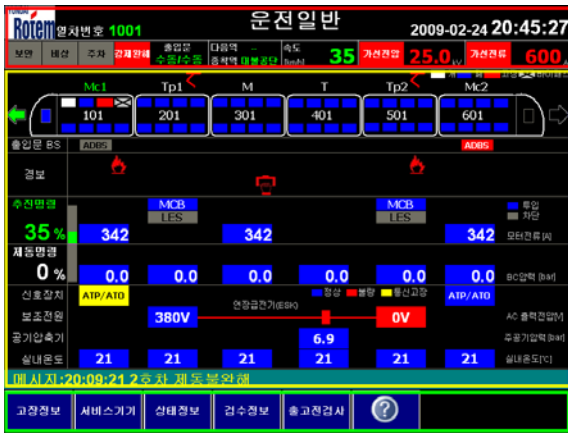 Rotem 열차번호 1001 운전일반 2009-02-24 20:45:27
보안 비상 주차 강제완해 출입문 수동/수동 다음역 – 종착역 대불공단 속도 [km/h] 35 가선전압 25.0 kV 가선전류 600 A
Mc1 Tp1 M T Tp2 Mc2
101 201 301 401 501 601
출입문 BS ADBS ADBS
경보
추진명령 MCB MCB 투입
LES LES 차단
35 % 342 342 342 모터전류 [A]
제동명령
0 % 0.0 0.0 0.0 0.0 0.0 0.0 BC압력 [bar]
신호장치 ATP/ATO 정상 불량 통신고장 ATP/ATO
연장급전기(ESK)
보조전원 380V 0V AC 출력전압[V]
공기압축기 6.9 주공기압력 [bar]
실내온도 21 21 21 21 21 21 실내온도[℃]
메시지:20:09:21 2호차 제동불완해
고장정보 서비스기기 상태정보 검수정보 출고전검사 ?